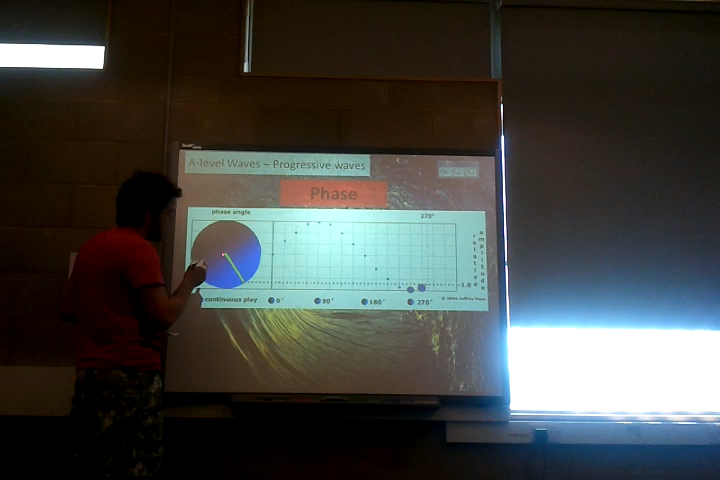 A-level Waves – Progressive waves
Phase
phase angle
270°
relative
amplitude
-1.0
continuous play
0°
90°
180°
270°